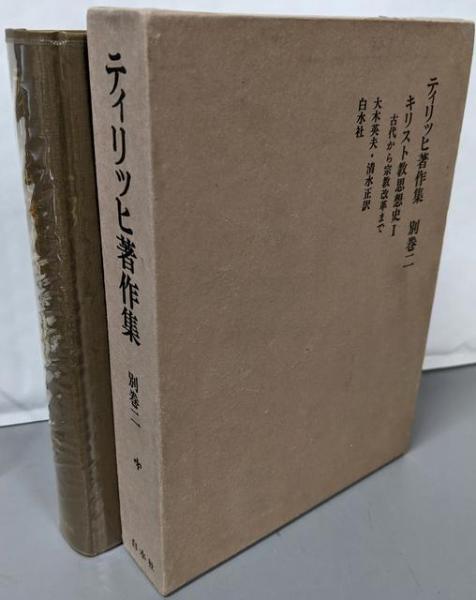 ティリッヒ著作集 別巻二
キリスト教思想史Ⅰ
古代から宗教改革まで
大木英夫・清水正訳
白水社
ティリッヒ著作集 別巻二
白水社